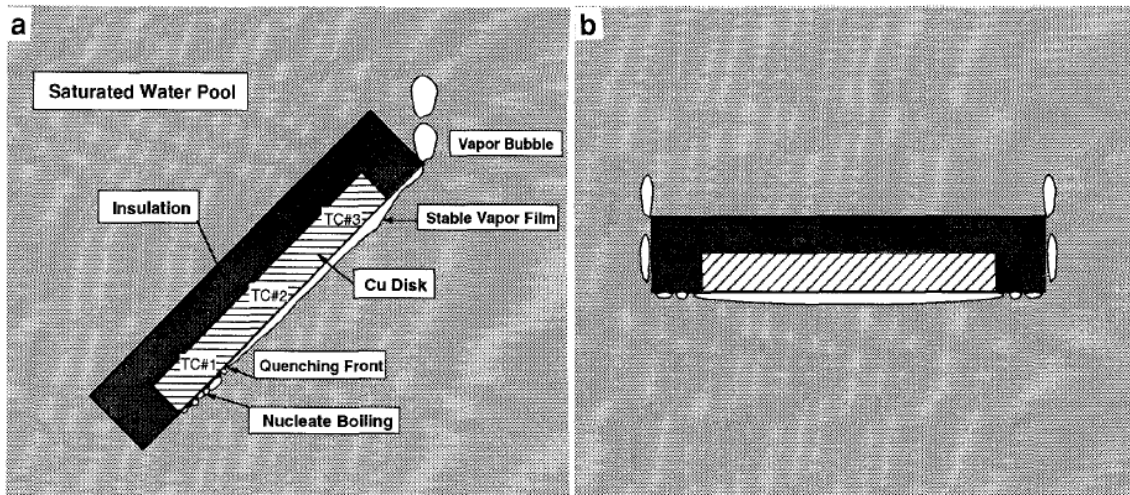 a
Saturated Water Pool
Vapor Bubble
Insulation
TC#3
Stable Vapor Film
Cu Disk
TC#2
TC#1
Quenching Front
Nucleate Boiling
b